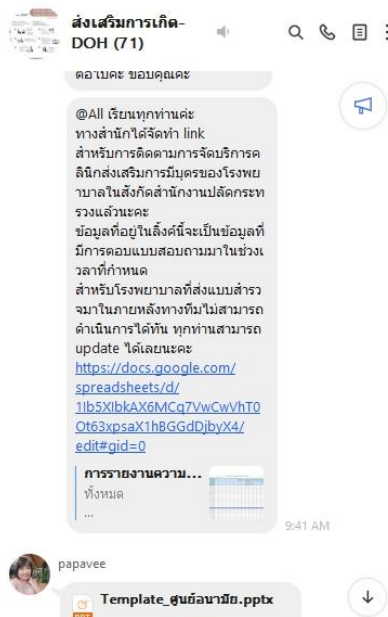 ส่งเสริมการเกิด-
DOH (71)
ต่อไปค่ะ ขอบคุณค่ะ
@All เรียนทุกท่านค่ะ
ทางสำนักได้จัดทำ link
สำหรับการติดตามการจัดบริการค
ลินิกส่งเสริมการมีบุตรของโรงพย
าบาลในสังกัดสำนักงานปลัดกระท
รวงแล้วนะคะ
ข้อมูลที่อยู่ในลิ้งค์นี้จะเป็นข้อมูลที่
มีการตอบแบบสอบถามมาในช่วงเ
วลาที่กำหนด
สำหรับโรงพยาบาลที่ส่งแบบสำรว
จมาในภายหลังทางทีมไม่สามารถ
ดำเนินการได้ทัน ทุกท่านสามารถ
update ได้เลยนะคะ
https://docs.google.com/
spreadsheets/d/
1Ib5XIbkAX6MCq7VwCwVhT0
Ot63xpsaX1hBGGdDjbyX4/
edit#gid=0
การรายงานความ...
ทั้งหมด
...
9:41 AM
papavee
Template_ศูนย์อนามัย.pptx